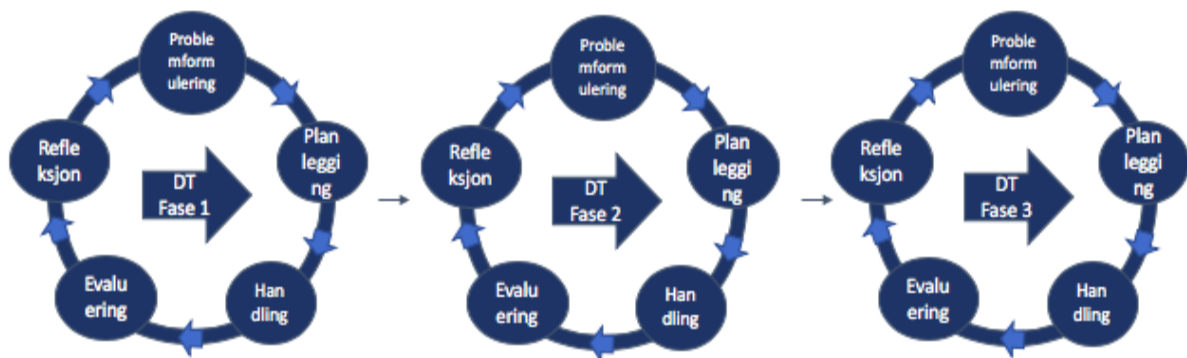 Proble
mform
ulering
Plan
leggi
ng
Han
dling
Evalu
ering
Refle
ksjon
DT
Fase 1
Proble
mform
ulering
Plan
leggi
ng
Han
dling
Evalu
ering
Refle
ksjon
DT
Fase 2
Proble
mform
ulering
Plan
leggi
ng
Han
dling
Evalu
ering
Refle
ksjon
DT
Fase 3